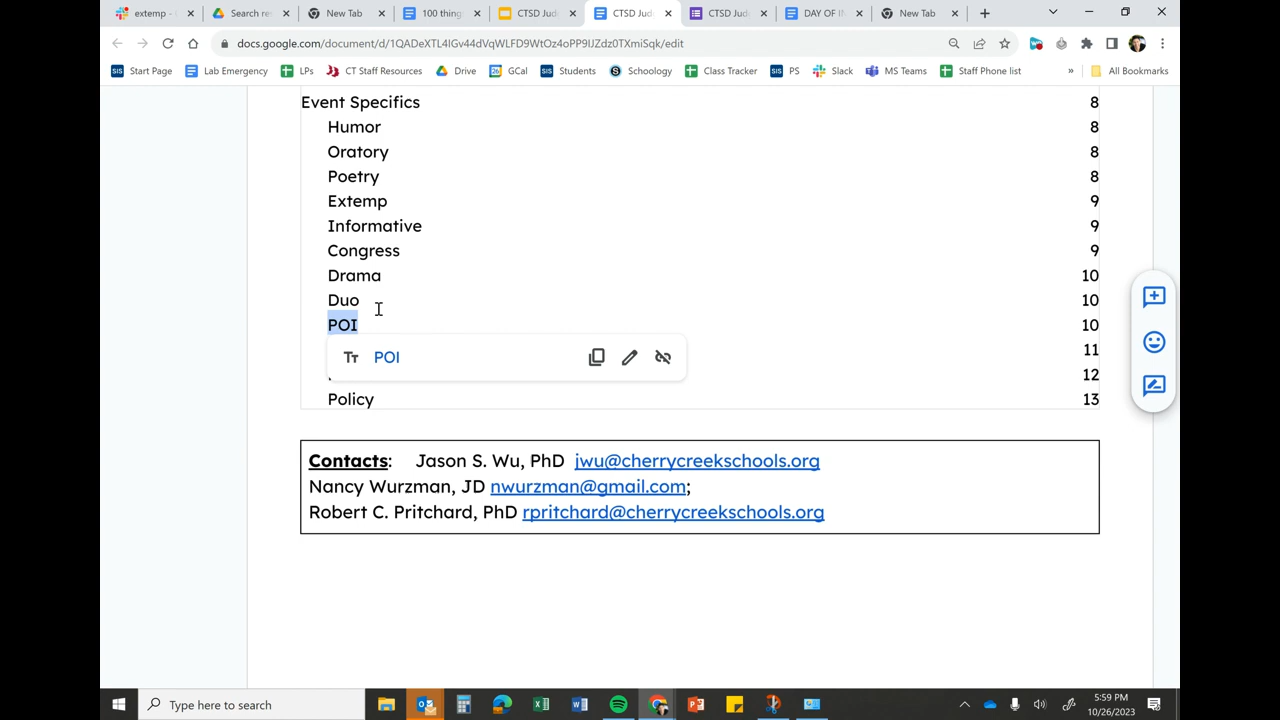 extemp -
Search re
New Tab
100 thing
CTSD Jud
CTSD Jud
CTSD Jud
DAY OF I
New Tab
docs.google.com/document/d/1QADeXTL4IGv44dVqWLFD9WtOz4oPP9IJZdz0TXmiSqk/edit
Start Page
Lab Emergency
LPs
CT Staff Resources
Drive
GCal
Students
Schoology
Class Tracker
PS
Slack
MS Teams
Staff Phone list
»
All Bookmarks
Event Specifics 8
Humor 8
Oratory 8
Poetry 8
Extemp 9
Informative 9
Congress 9
Drama 10
Duo 10
POI 10
Tт POI
11
12
Policy 13
Contacts: Jason S. Wu, PhD jwu@cherrycreekschools.org
Nancy Wurzman, JD nwurzman@gmail.com;
Robert C. Pritchard, PhD rpritchard@cherrycreekschools.org
Type here to search
5:59 PM
10/26/2023